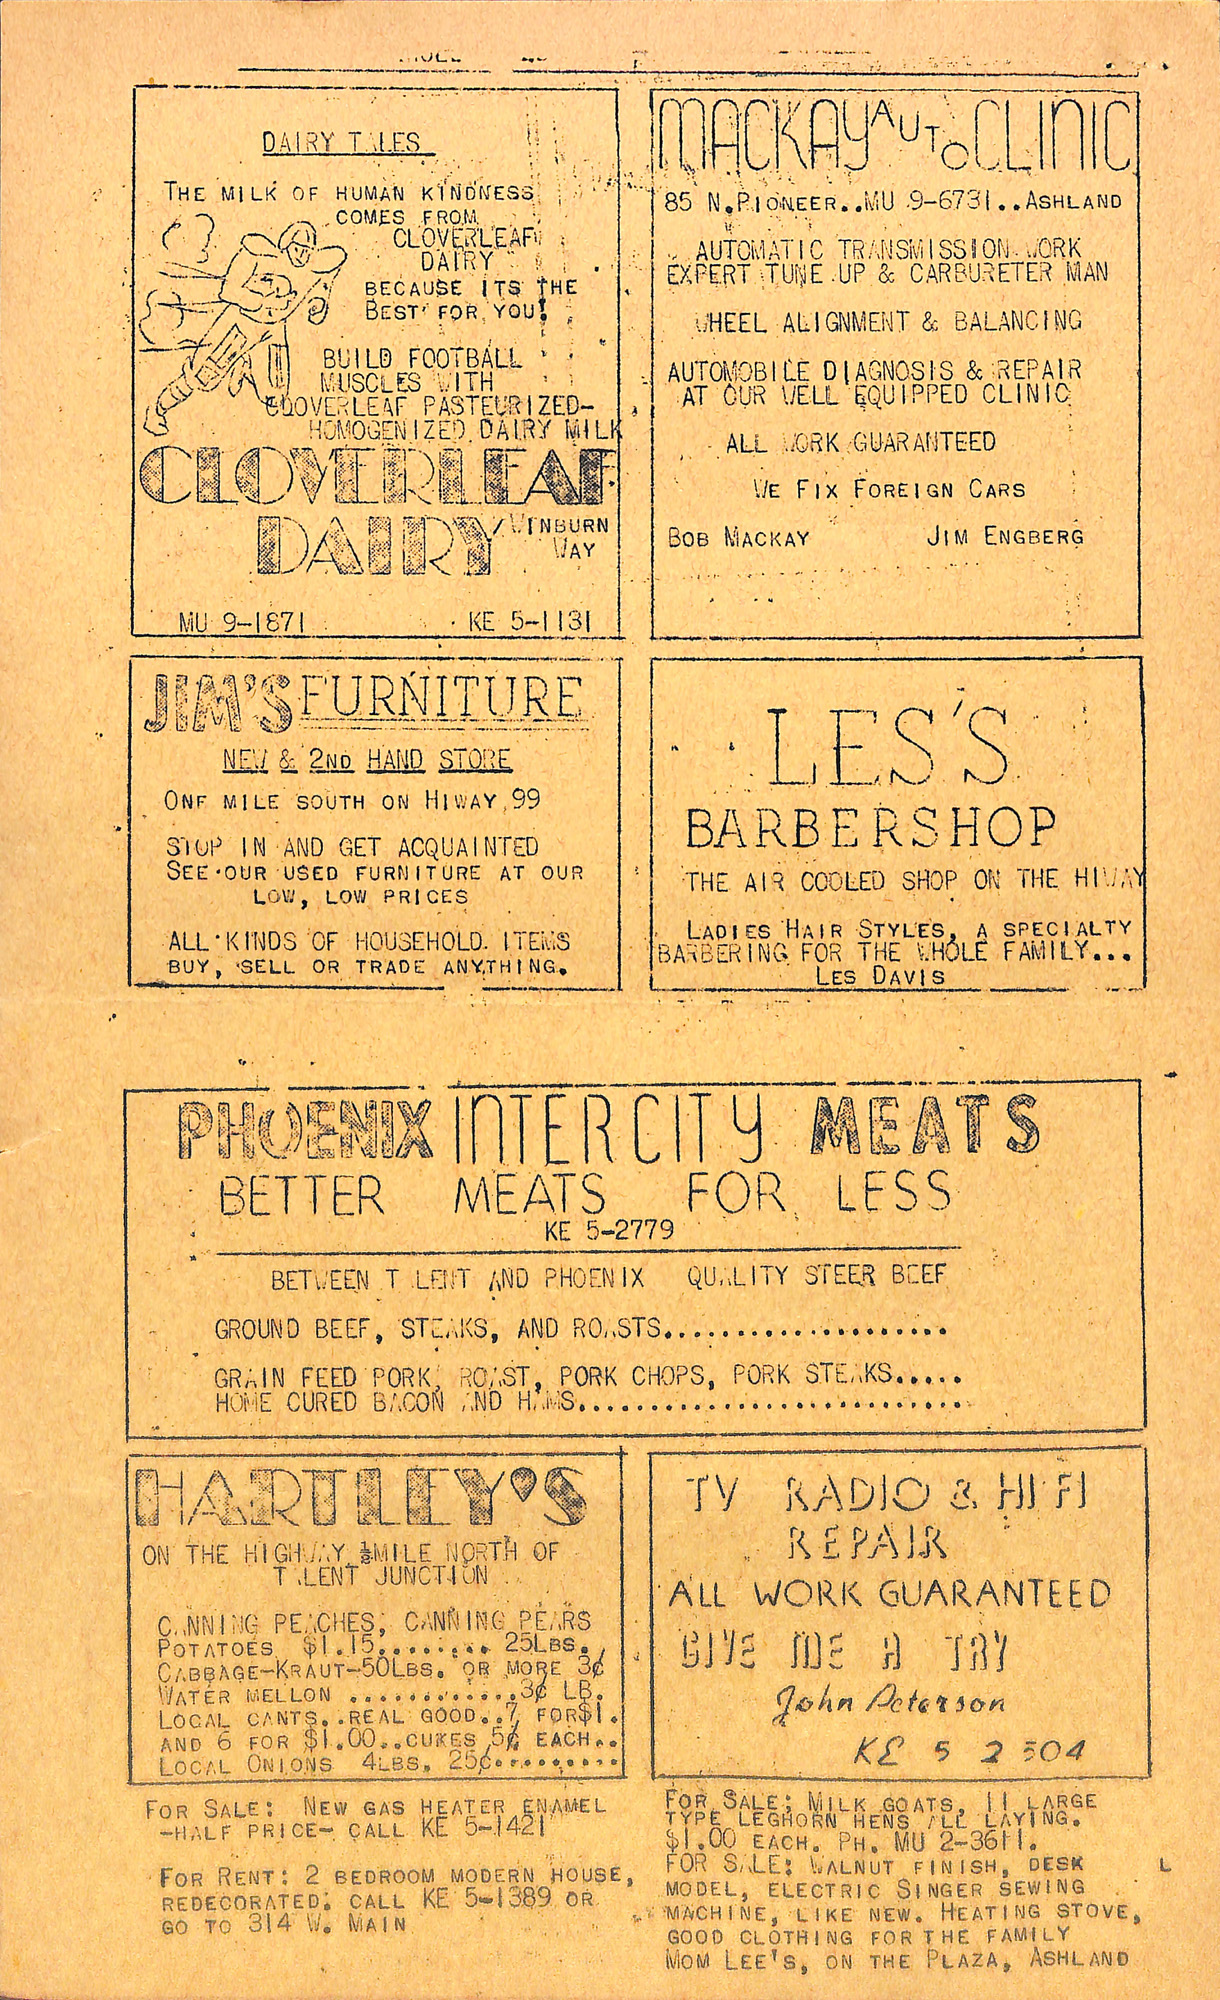 DAIRY TALES
THE MILK OF HUMAN KINDNESS
COMES FROM
CLOVERLEAF
DAIRY
BECAUSE ITS THE
BEST FOR YOU!
BUILD FOOTBALL
MUSCLES WITH
CLOVERLEAF PASTEURIZED-
HOMOGENIZED DAIRY MILK
CLOVERLEAF
DAIRY
WINBURN
WAY
MU 9-1871 KE 5-1131
MACKAY AUTO CLINIC
85 N. PIONEER..MU 9-6731..ASHLAND
AUTOMATIC TRANSMISSION WORK
EXPERT TUNE UP & CARBURETER MAN
WHEEL ALIGNMENT & BALANCING
AUTOMOBILE DIAGNOSIS & REPAIR
AT OUR WELL EQUIPPED CLINIC
ALL WORK GUARANTEED
WE FIX FOREIGN CARS
BOB MACKAY JIM ENGBERG
JIM'S FURNITURE
NEW & 2ND HAND STORE
ONE MILE SOUTH ON HIWAY 99
STOP IN AND GET ACQUAINTED
SEE OUR USED FURNITURE AT OUR
LOW, LOW PRICES
ALL KINDS OF HOUSEHOLD ITEMS
BUY, SELL OR TRADE ANYTHING.
LES'S
BARBERSHOP
THE AIR COOLED SHOP ON THE HIWAY
LADIES HAIR STYLES, A SPECIALTY
BARBERING FOR THE WHOLE FAMILY...
LES DAVIS
PHOENIX INTERCITY MEATS
BETTER MEATS FOR LESS
KE 5-2779
BETWEEN TALENT AND PHOENIX QUALITY STEER BEEF
GROUND BEEF, STEAKS, AND ROASTS....................
GRAIN FEED PORK, ROAST, PORK CHOPS, PORK STEAKS.....
HOME CURED BACON AND HAMS............................
HARTLEY'S
ON THE HIGHWAY ½MILE NORTH OF
TALENT JUNCTION
CANNING PEACHES, CANNING PEARS
POTATOES $1.15......... 25LBS.
CABBAGE-KRAUT-50LBS. OR MORE 3¢
WATER MELLON .............3¢ LB.
LOCAL CANTS...REAL GOOD..7 FOR$1.
AND 6 FOR $1.00..CUKES 5¢ EACH..
LOCAL ONIONS 4LBS. 25¢.........
TV RADIO & HI FI
REPAIR
ALL WORK GUARANTEED
GIVE ME A TRY
John Peterson
KE 5 2504
FOR SALE: NEW GAS HEATER ENAMEL
-HALF PRICE- CALL KE 5-1421
FOR RENT: 2 BEDROOM MODERN HOUSE,
REDECORATED; CALL KE 5-1389 OR
GO TO 314 W. MAIN
FOR SALE; MILK GOATS, 11 LARGE
TYPE LEGHORN HENS ALL LAYING.
$1.00 EACH. PH. MU 2-3611.
FOR SALE: WALNUT FINISH, DESK
MODEL, ELECTRIC SINGER SEWING
MACHINE, LIKE NEW. HEATING STOVE,
GOOD CLOTHING FOR THE FAMILY
MOM LEE'S, ON THE PLAZA, ASHLAND